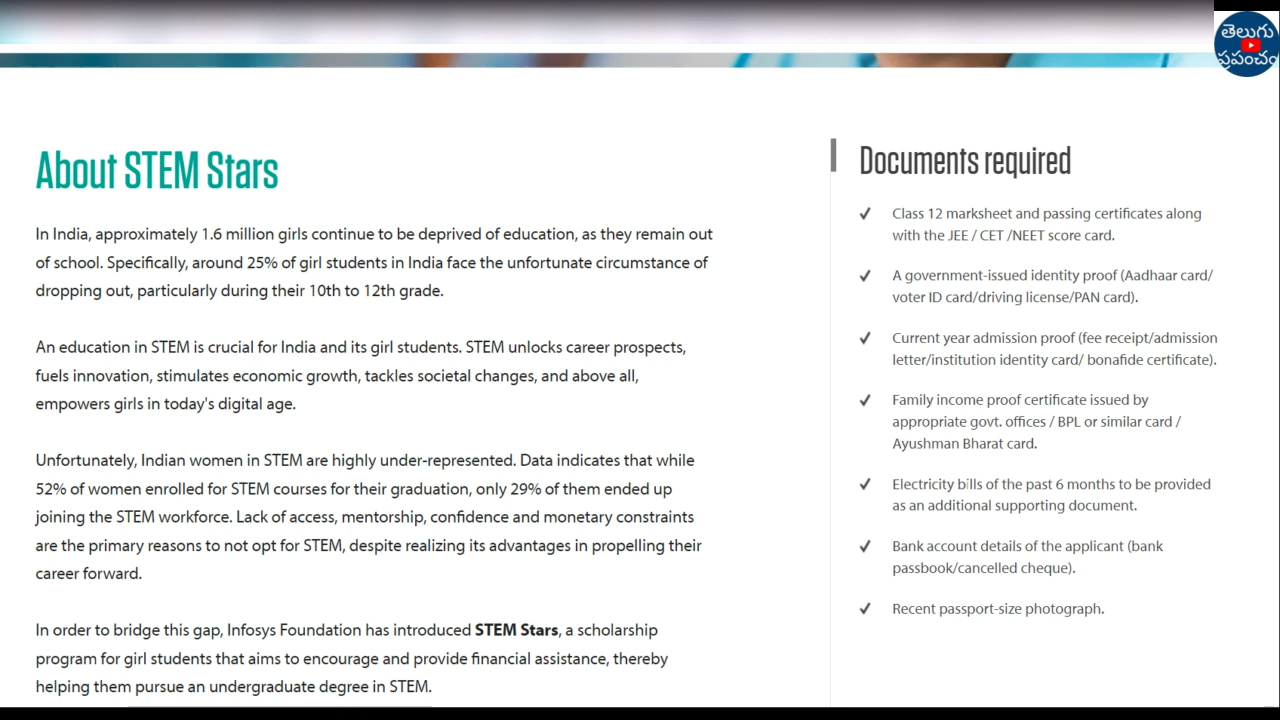 తెలుగు
ప్రపంచం
About STEM Stars
In India, approximately 1.6 million girls continue to be deprived of education, as they remain out
of school. Specifically, around 25% of girl students in India face the unfortunate circumstance of
dropping out, particularly during their 10th to 12th grade.
An education in STEM is crucial for India and its girl students. STEM unlocks career prospects,
fuels innovation, stimulates economic growth, tackles societal changes, and above all,
empowers girls in today's digital age.
Unfortunately, Indian women in STEM are highly under-represented. Data indicates that while
52% of women enrolled for STEM courses for their graduation, only 29% of them ended up
joining the STEM workforce. Lack of access, mentorship, confidence and monetary constraints
are the primary reasons to not opt for STEM, despite realizing its advantages in propelling their
career forward.
In order to bridge this gap, Infosys Foundation has introduced STEM Stars, a scholarship
program for girl students that aims to encourage and provide financial assistance, thereby
helping them pursue an undergraduate degree in STEM.
Documents required
Class 12 marksheet and passing certificates along
with the JEE / CET /NEET score card.
A government-issued identity proof (Aadhaar card/
voter ID card/driving license/PAN card).
Current year admission proof (fee receipt/admission
letter/institution identity card/ bonafide certificate).
Family income proof certificate issued by
appropriate govt. offices / BPL or similar card /
Ayushman Bharat card.
Electricity bills of the past 6 months to be provided
as an additional supporting document.
Bank account details of the applicant (bank
passbook/cancelled cheque).
Recent passport-size photograph.